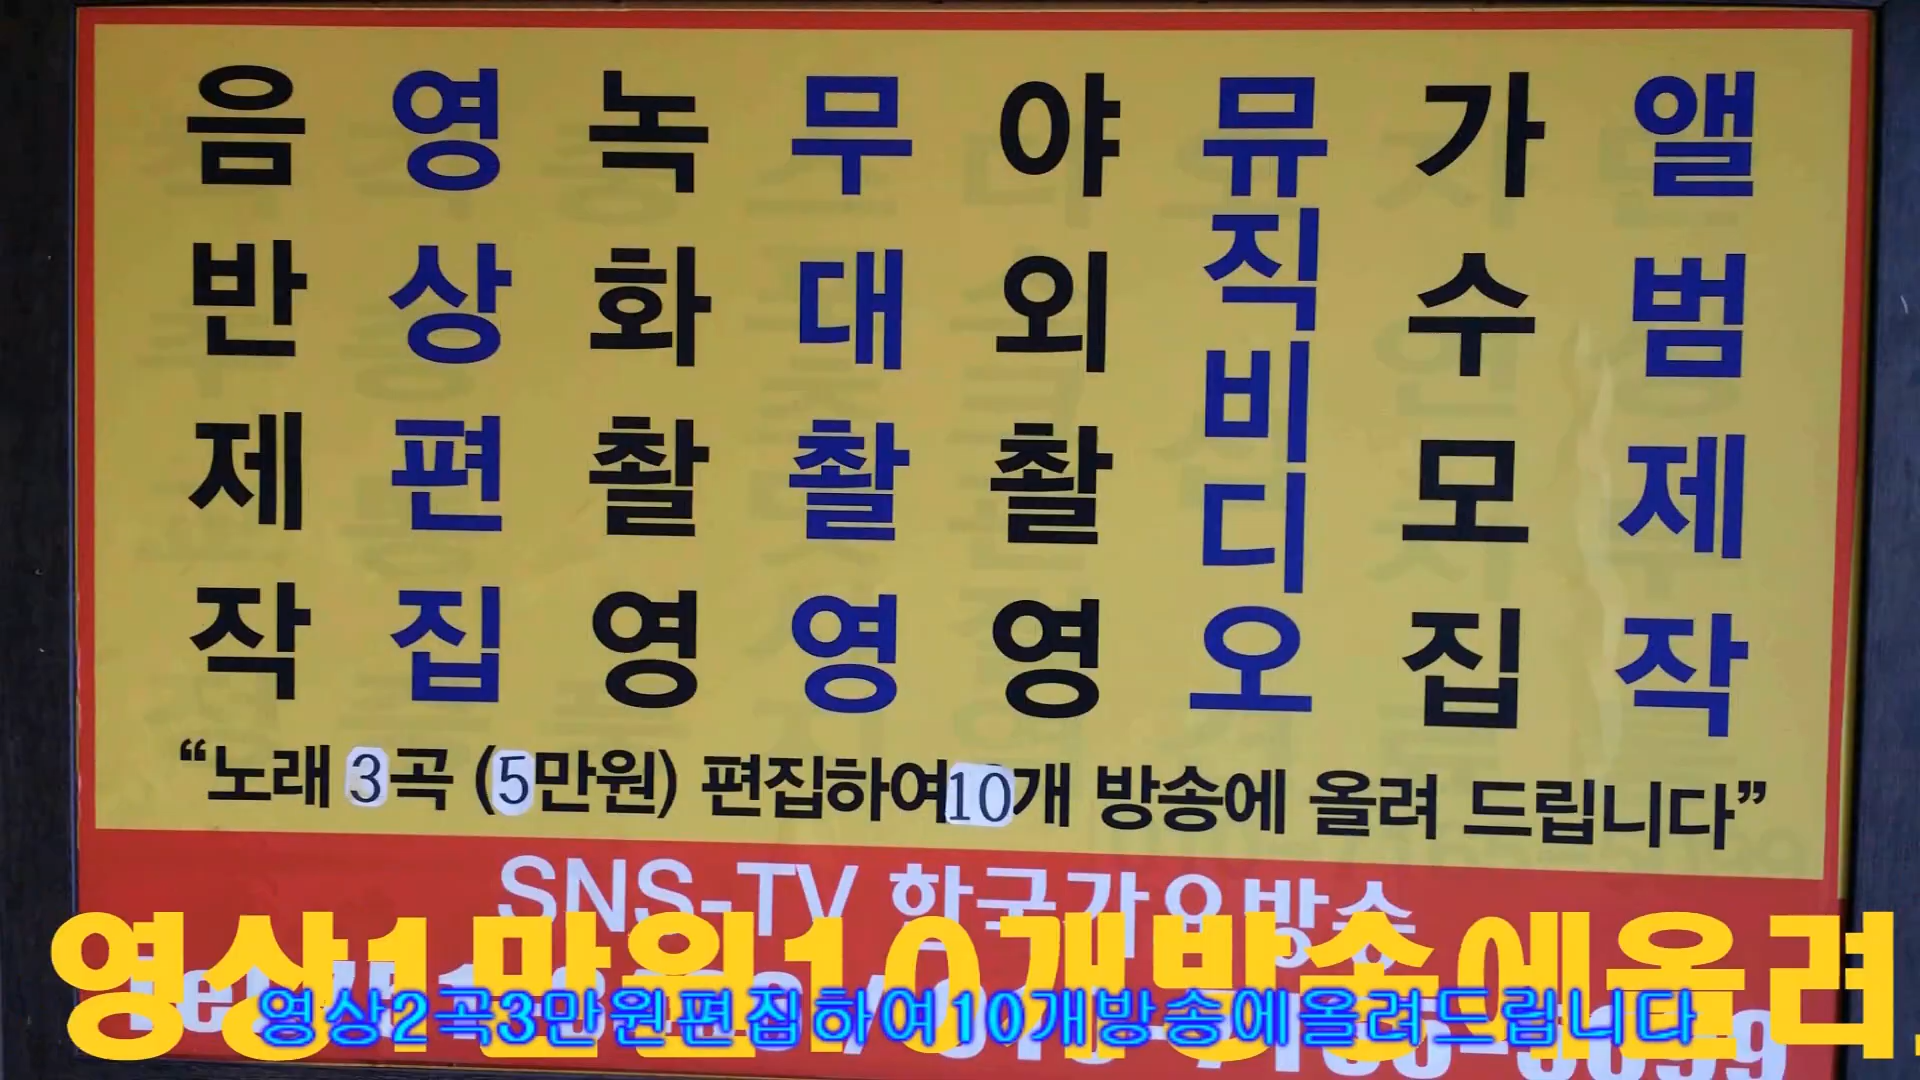 음반제작
영상편집
녹화촬영
무대촬영
야외촬영
뮤직비디오
가수모집
앨범제작
“노래 3곡 (5만원) 편집하여10개 방송에 올려 드립니다”
SNS-TV 한국가요방송
영상1만원10개방송에올려
영상2곡3만원편집하여10개방송에올려드립니다